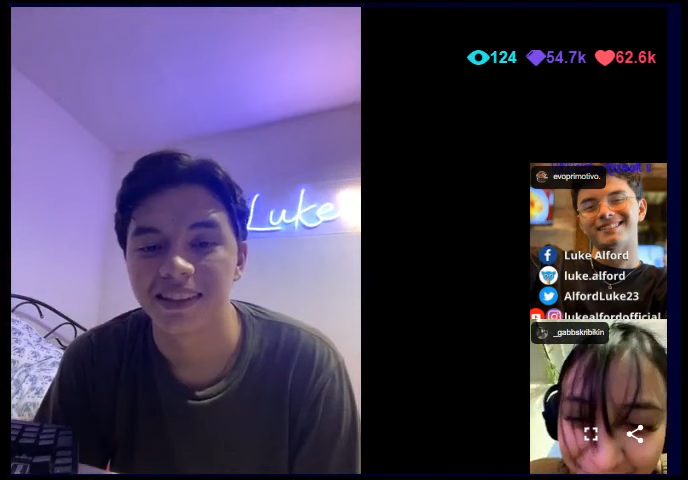 124 54.7k 62.6k
Luke
evoprimotivo.
Luke Alford
luke.alford
AlfordLuke23
lukealfordofficial
_gabbskribikin